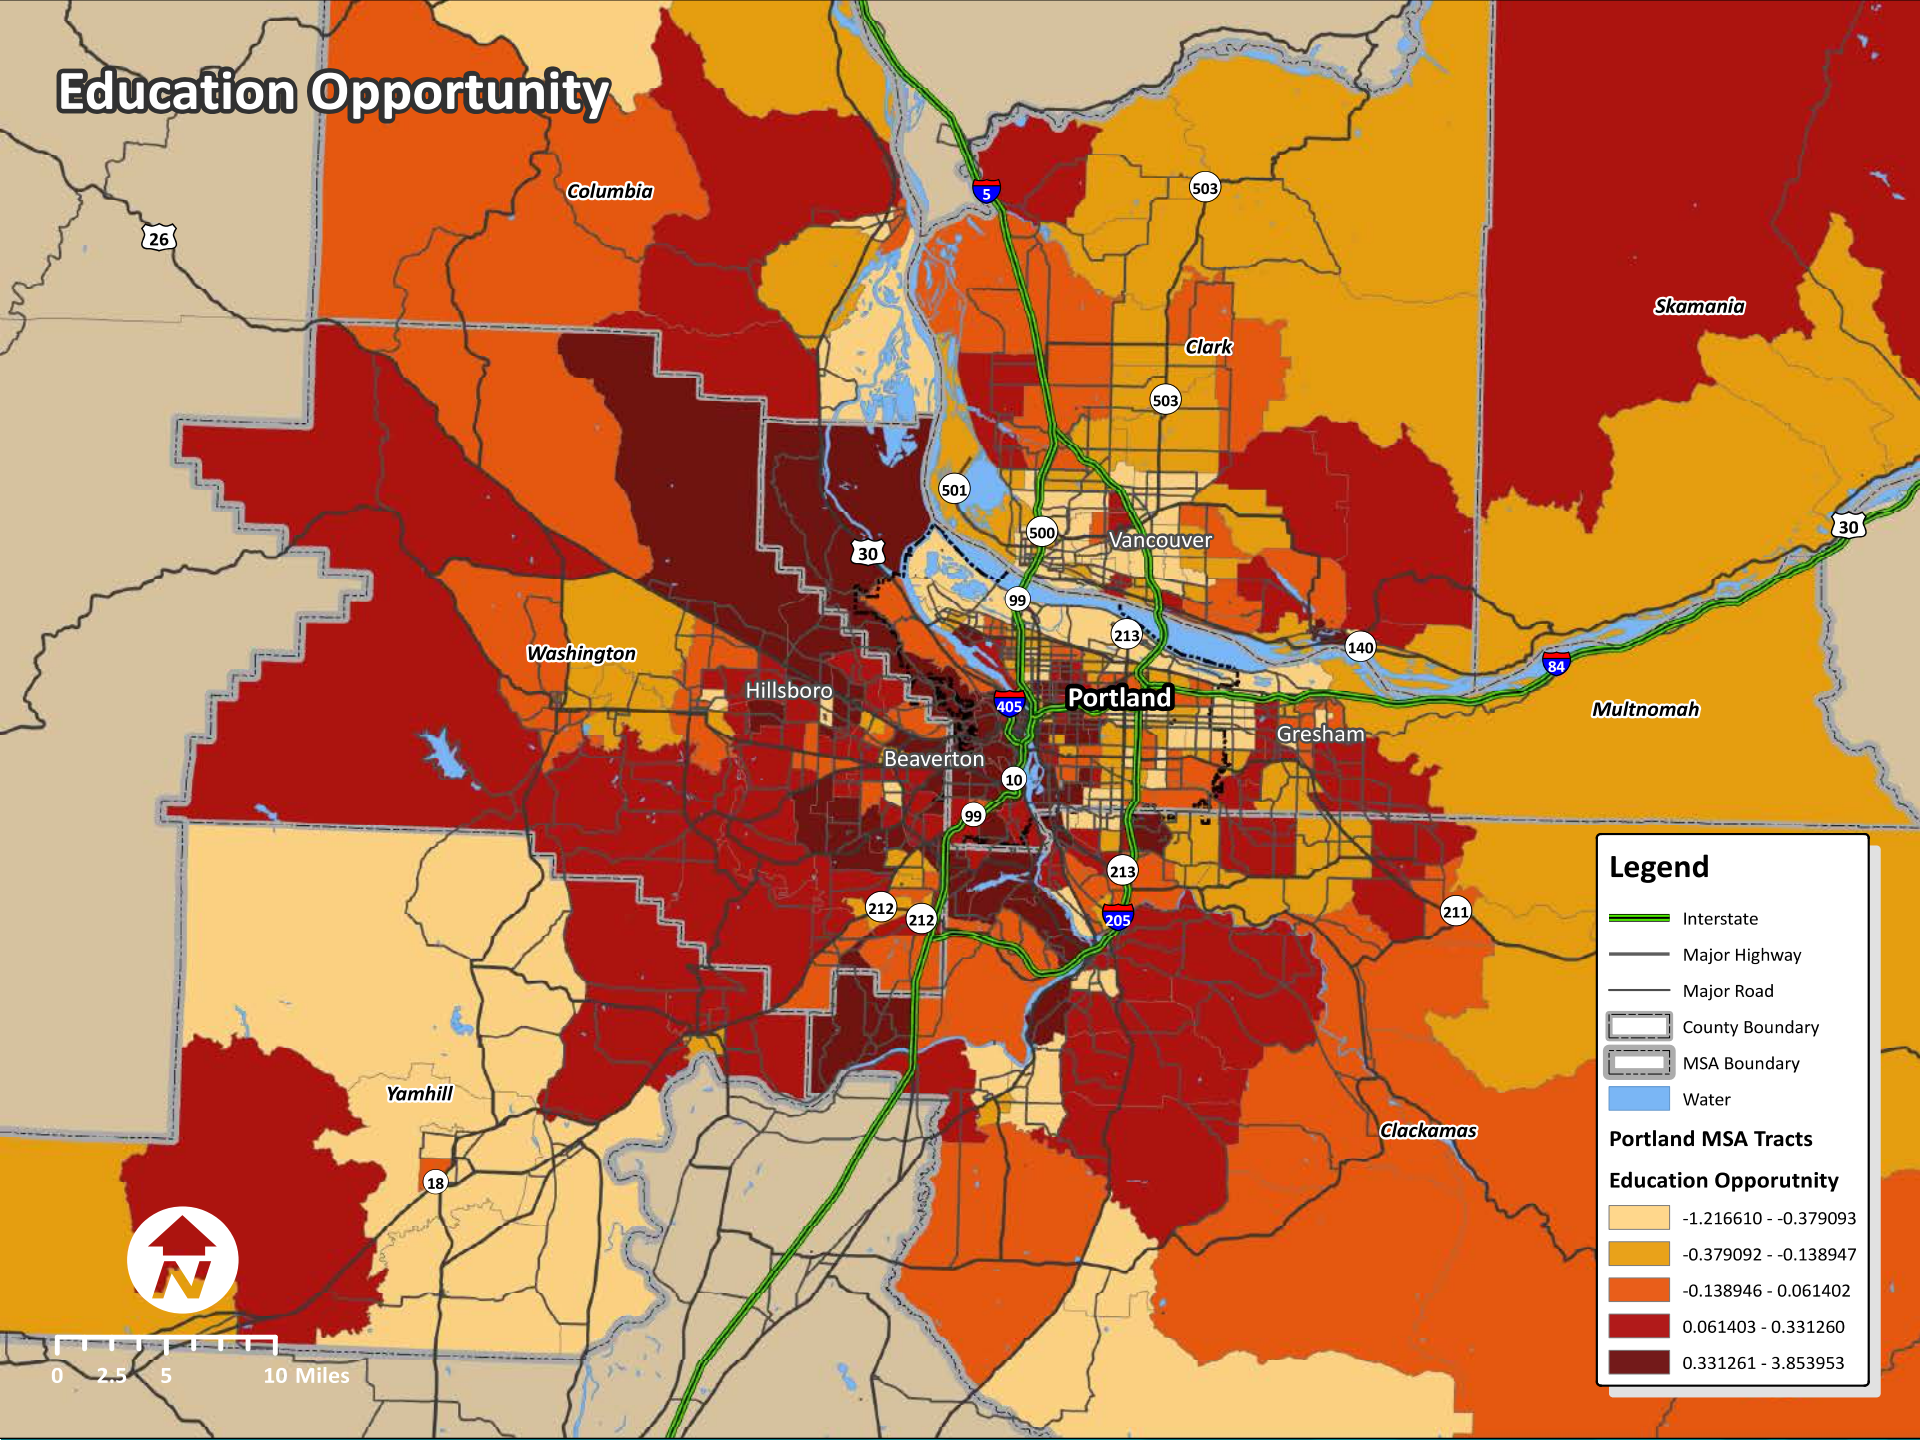 Education Opportunity
Columbia
5
503
26
Skamania
Clark
503
501
30
500
Vancouver
30
99
213
140
Washington
84
Hillsboro
405
Portland
Multnomah
Gresham
Beaverton
10
99
213
212
212
205
211
Yamhill
Clackamas
18
N
0 2.5 5 10 Miles
Legend
Interstate
Major Highway
Major Road
County Boundary
MSA Boundary
Water
Portland MSA Tracts
Education Opporutnity
-1.216610 - -0.379093
-0.379092 - -0.138947
-0.138946 - 0.061402
0.061403 - 0.331260
0.331261 - 3.853953